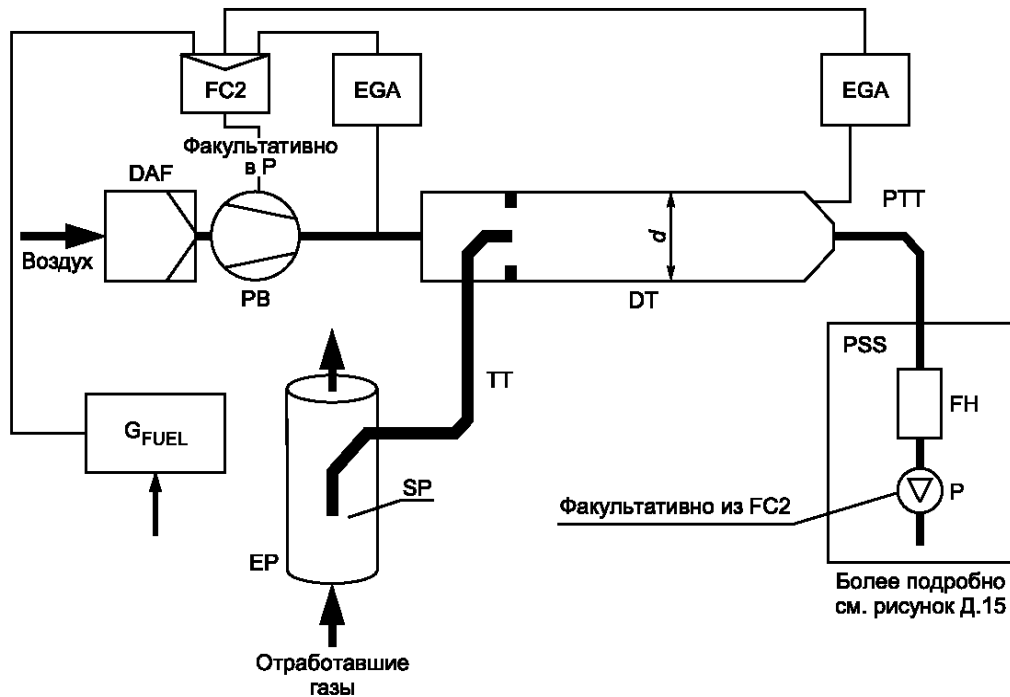 FC2
EGA
EGA
Факультативно
в P
DAF
PTT
d
Воздух
PB
DT
PSS
TT
FH
G FUEL
SP
P
Факультативно из FC2
EP
Более подробно
см. рисунок Д.15
Отработавшие
газы